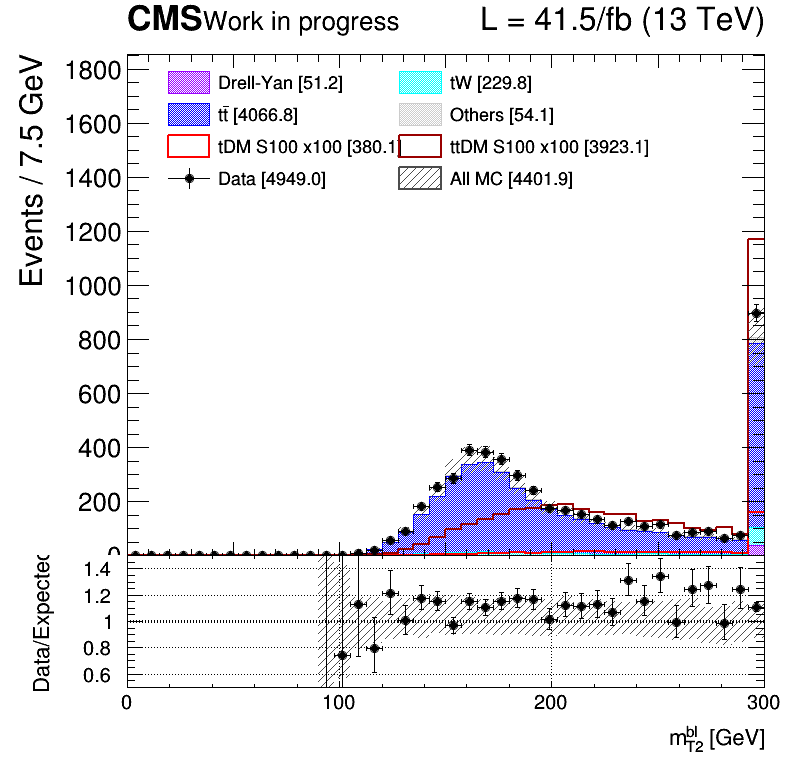 CMS Work in progress L = 41.5/fb (13 TeV)
Events / 7.5 GeV
1800
1600
1400
1200
1000
800
600
400
200
0
Drell-Yan [51.2] tW [229.8]
tt̄ [4066.8] Others [54.1]
tDM S100 x100 [380.1] ttDM S100 x100 [3923.1]
Data [4949.0] All MC [4401.9]
Data/Expected
1.4
1.2
1
0.8
0.6
0 100 200 300
m_{T2}^{bl} [GeV]